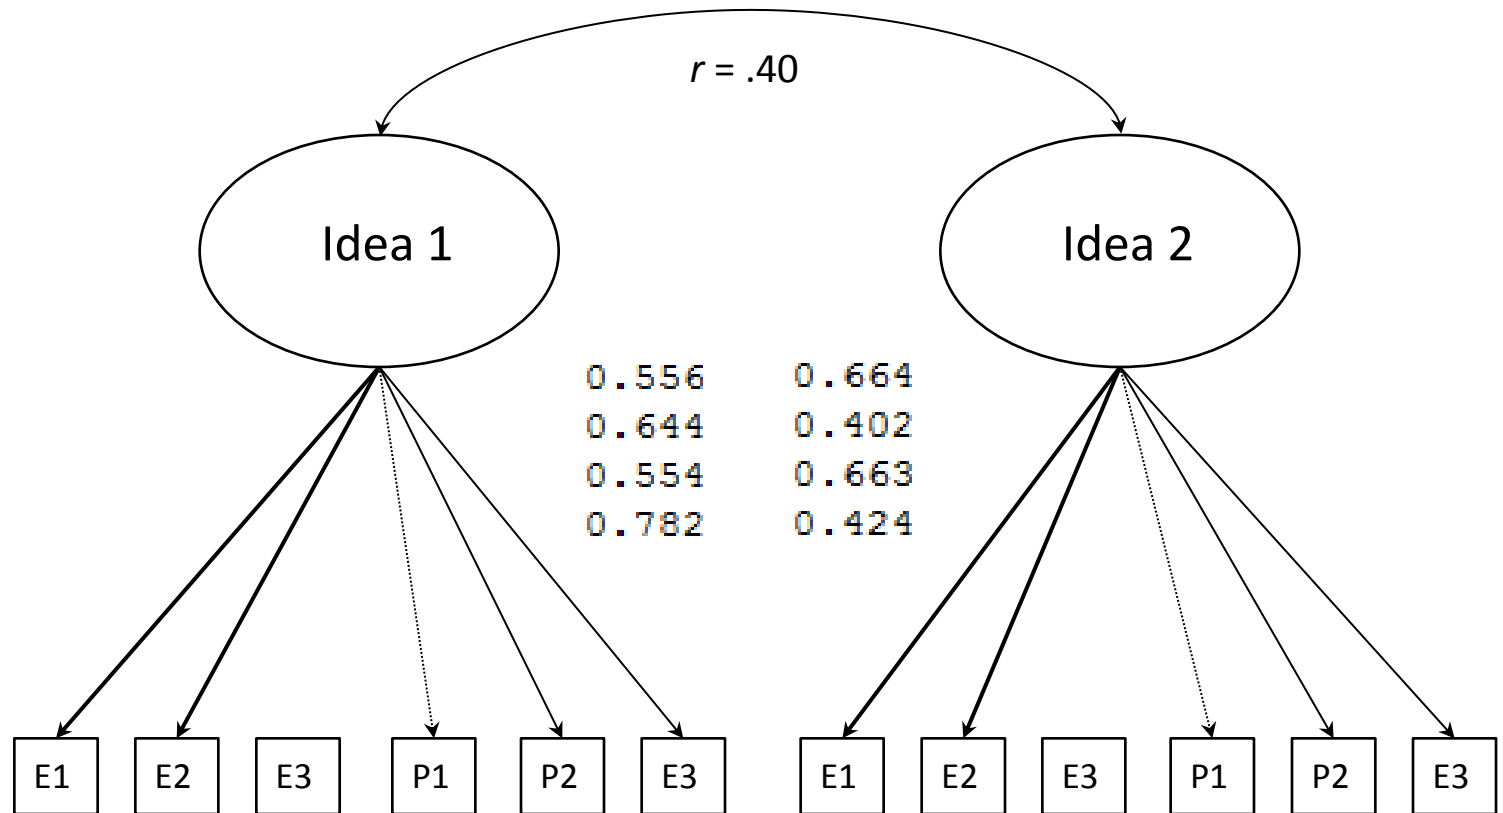 r = .40
Idea 1 Idea 2
0.556 0.664
0.644 0.402
0.554 0.663
0.782 0.424
E1 E2 E3 P1 P2 E3 E1 E2 E3 P1 P2 E3